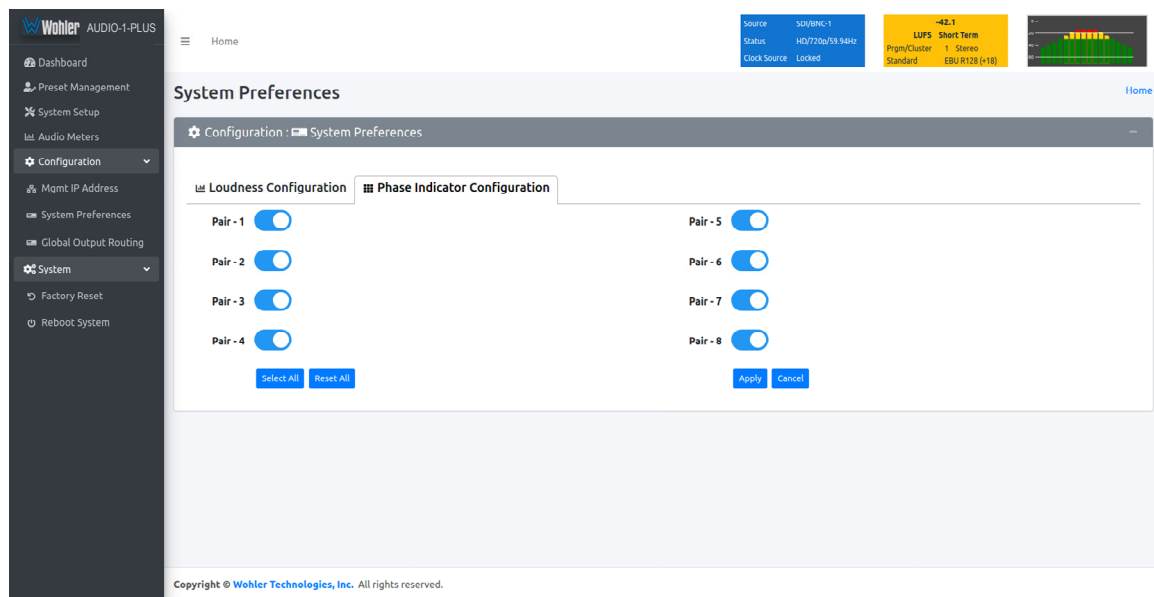 Wohler AUDIO-1-PLUS
Dashboard
Preset Management
System Setup
Audio Meters
Configuration
Mgmt IP Address
System Preferences
Global Output Routing
System
Factory Reset
Reboot System
Home
Source SDI/BNC-1
Status HD/720p/59.94Hz
Clock Source Locked
-42.1
LUFS Short Term
Prgm/Cluster 1 Stereo
Standard EBU R128 (+18)
System Preferences
Home
Configuration : System Preferences
Loudness Configuration
Phase Indicator Configuration
Pair - 1
Pair - 5
Pair - 2
Pair - 6
Pair - 3
Pair - 7
Pair - 4
Pair - 8
Select All
Reset All
Apply
Cancel
Copyright © Wohler Technologies, Inc. All rights reserved.